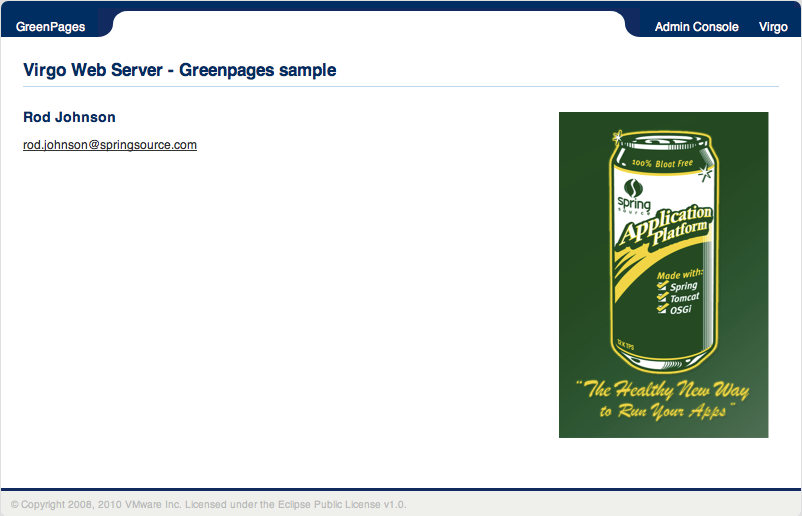 GreenPages
Admin Console
Virgo
Virgo Web Server - Greenpages sample
Rod Johnson
rod.johnson@springsource.com
100% Bloat Free
spring
source
Application
Platform
Made with:
Spring
Tomcat
OSGi
"The Healthy New Way
to Run Your Apps"
© Copyright 2008, 2010 VMware Inc. Licensed under the Eclipse Public License v1.0.